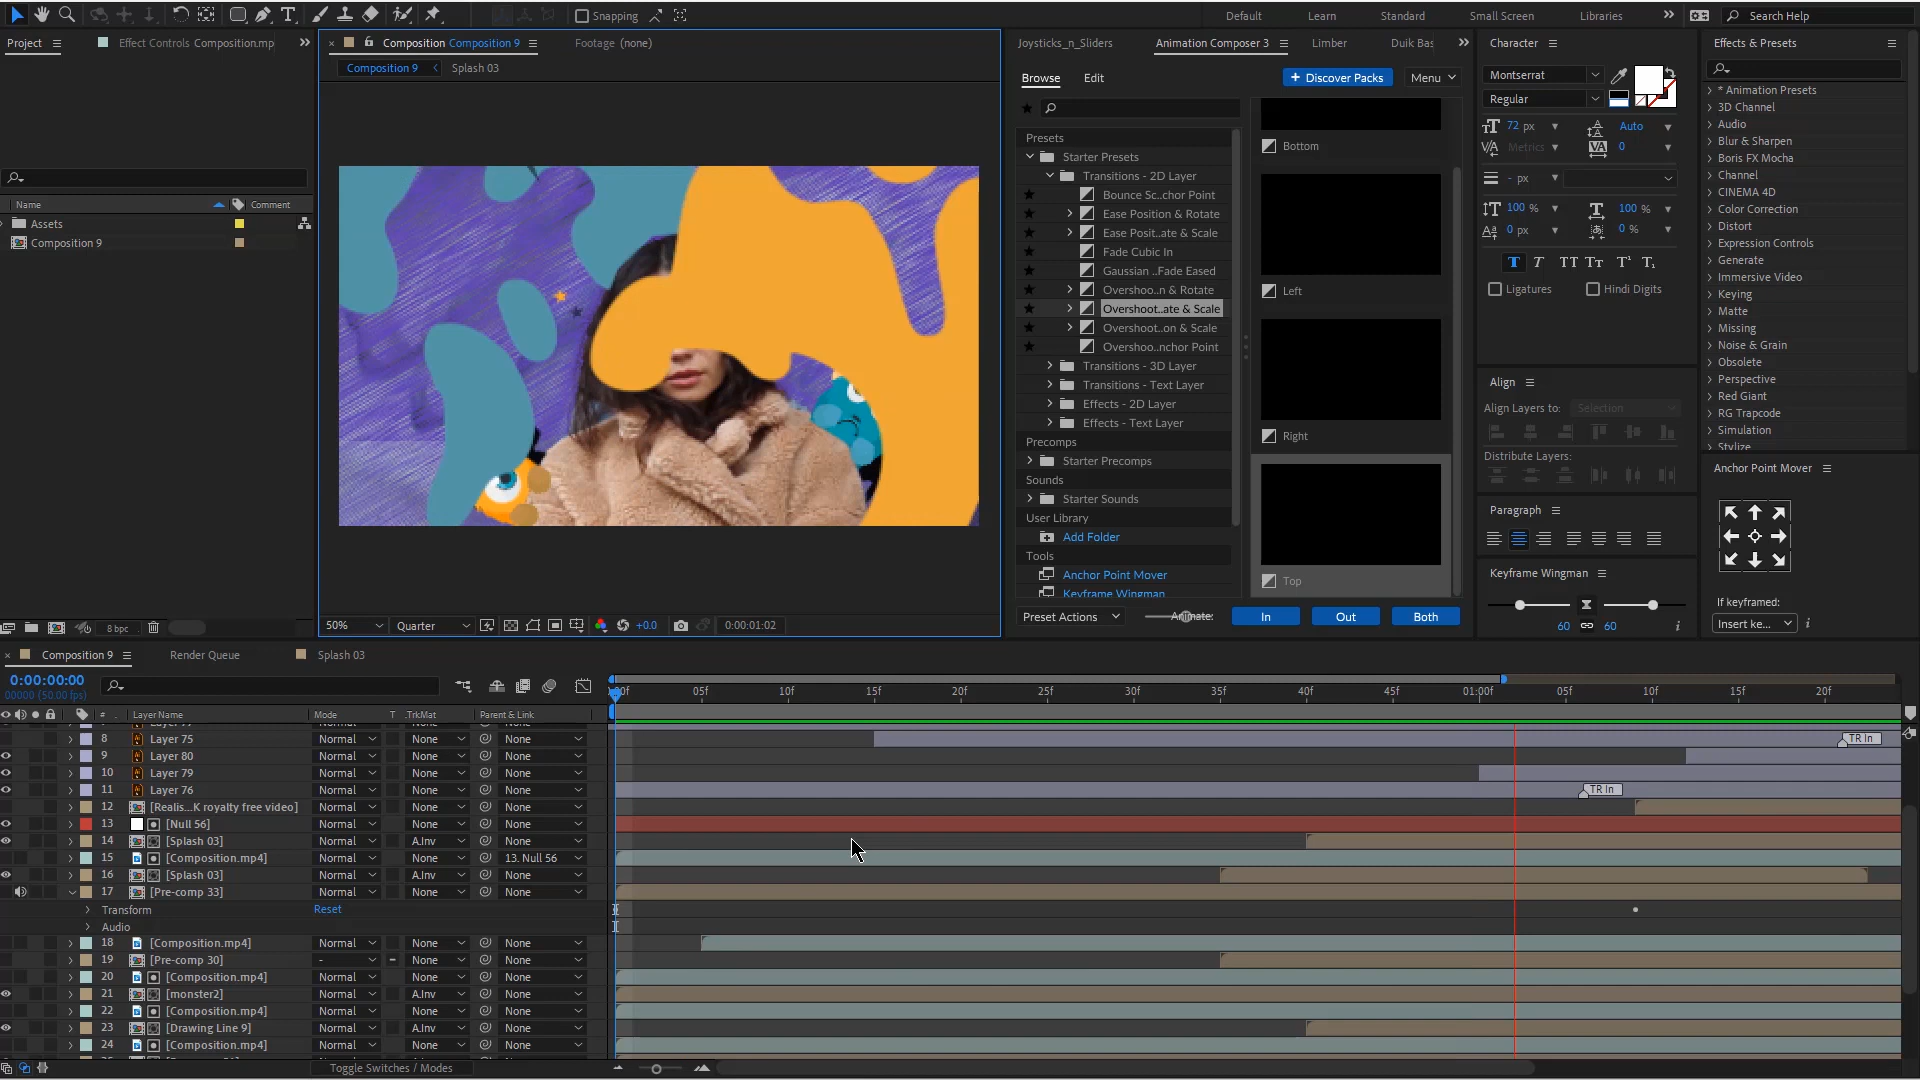 Snapping
Default
Learn
Standard
Small Screen
Libraries
Search Help
Project
Effect Controls Composition.mp
Composition Composition 9
Footage (none)
Composition 9
Splash 03
Name
Comment
Assets
Composition 9
8 bpc
50%
Quarter
+0.0
0:00:01:02
Joysticks_n_Sliders
Animation Composer 3
Limber
Duik Bas
Browse
Edit
+ Discover Packs
Menu
Presets
Starter Presets
Transitions - 2D Layer
Bounce Sc..chor Point
Ease Position & Rotate
Ease Posit..ate & Scale
Fade Cubic In
Gaussian ..Fade Eased
Overshoo..n & Rotate
Overshoot..ate & Scale
Overshoot..on & Scale
Overshoo..nchor Point
Transitions - 3D Layer
Transitions - Text Layer
Effects - 2D Layer
Effects - Text Layer
Precomps
Starter Precomps
Sounds
Starter Sounds
User Library
Add Folder
Tools
Anchor Point Mover
Keyframe Wingman
Bottom
Left
Right
Top
Preset Actions
Animate:
In
Out
Both
Character
Montserrat
Regular
72 px
Auto
Metrics
0
- px
100 %
100 %
0 px
0 %
Ligatures
Hindi Digits
Align
Align Layers to:
Selection
Distribute Layers:
Paragraph
Keyframe Wingman
60
60
Effects & Presets
* Animation Presets
3D Channel
Audio
Blur & Sharpen
Boris FX Mocha
Channel
CINEMA 4D
Color Correction
Distort
Expression Controls
Generate
Immersive Video
Keying
Matte
Missing
Noise & Grain
Obsolete
Perspective
Red Giant
RG Trapcode
Simulation
Stylize
Anchor Point Mover
If keyframed:
Insert ke...
Composition 9
Render Queue
Splash 03
0:00:00:00
00000 (50.00 fps)
05f
10f
15f
20f
25f
30f
35f
40f
45f
01:00f
05f
10f
15f
20f
#
Layer Name
Mode
T
.TrkMat
Parent & Link
8 Layer 75 Normal None None
TR In
9 Layer 80 Normal None None
10 Layer 79 Normal None None
11 Layer 76 Normal None None
TR In
12 [Realis...K royalty free video] Normal None None
13 [Null 56] Normal None None
14 [Splash 03] Normal A.Inv None
15 [Composition.mp4] Normal None 13. Null 56
16 [Splash 03] Normal A.Inv None
17 [Pre-comp 33] Normal None None
Transform Reset
Audio
18 [Composition.mp4] Normal None None
19 [Pre-comp 30] - None None
20 [Composition.mp4] Normal None None
21 [monster2] Normal A.Inv None
22 [Composition.mp4] Normal None None
23 [Drawing Line 9] Normal A.Inv None
24 [Composition.mp4] Normal None None
Toggle Switches / Modes